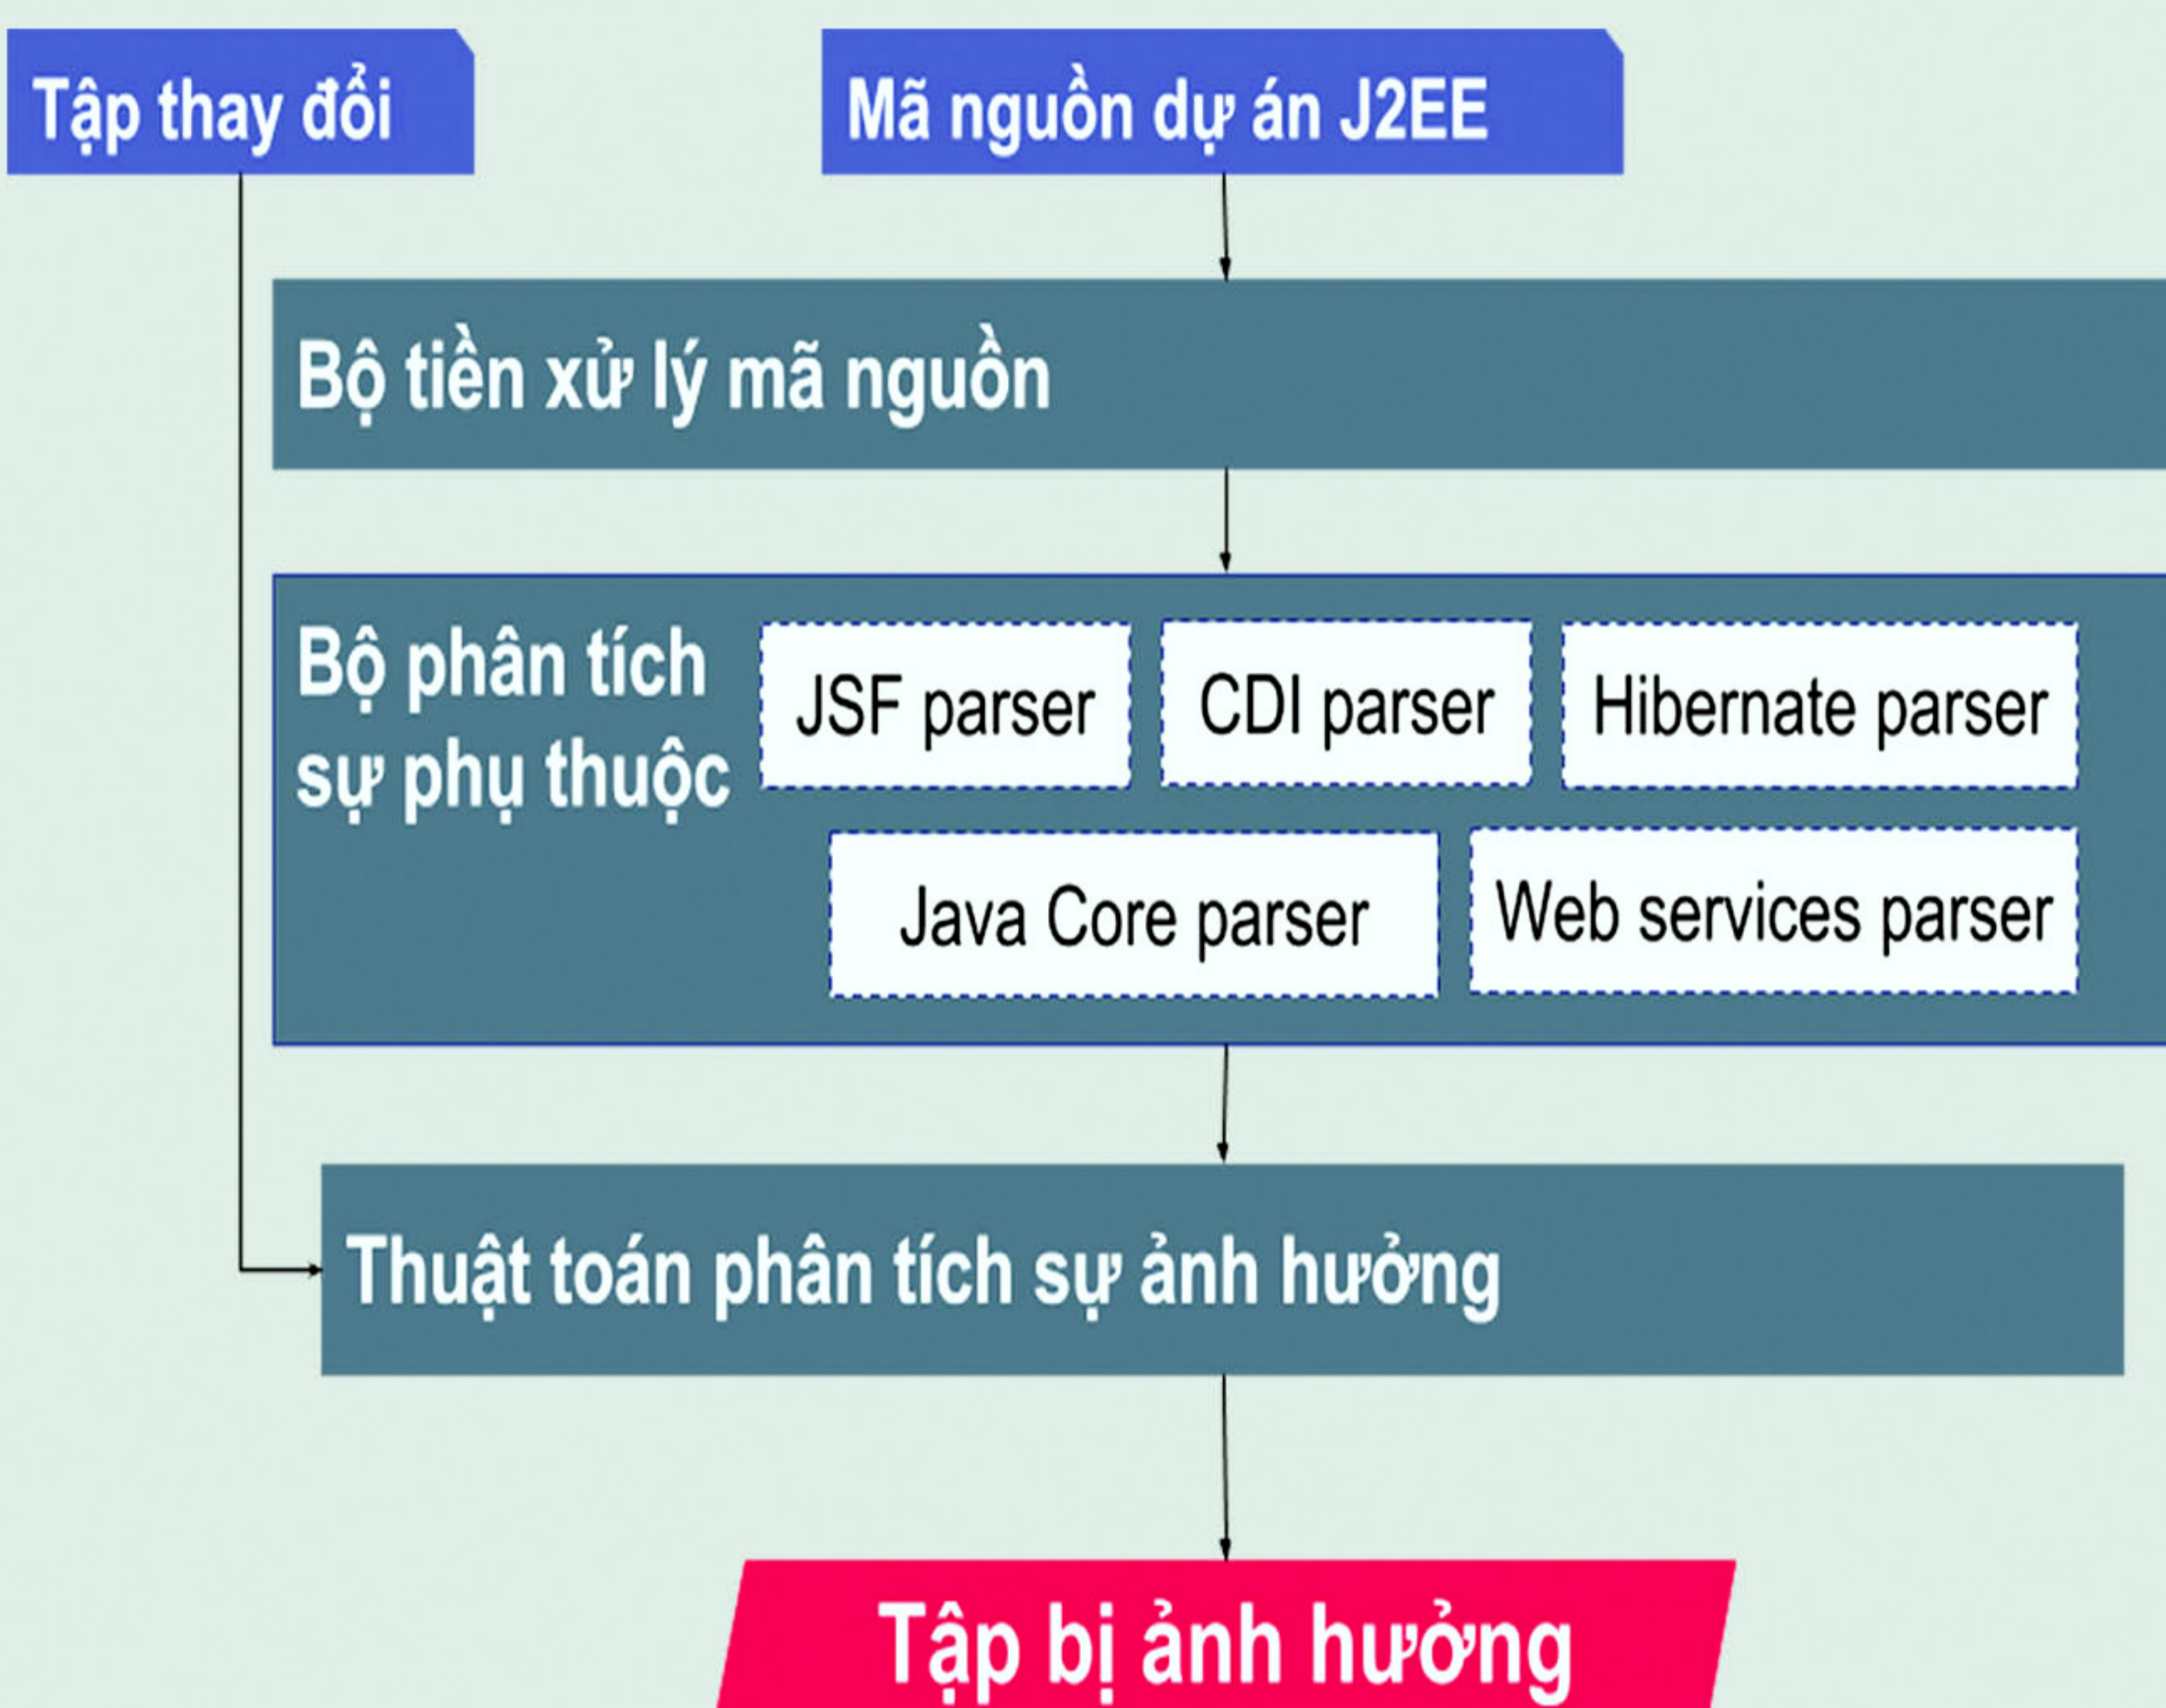 Tập thay đổi
Mã nguồn dự án J2EE
Bộ tiền xử lý mã nguồn
Bộ phân tích
sự phụ thuộc
JSF parser
CDI parser
Hibernate parser
Java Core parser
Web services parser
Thuật toán phân tích sự ảnh hưởng
Tập bị ảnh hưởng